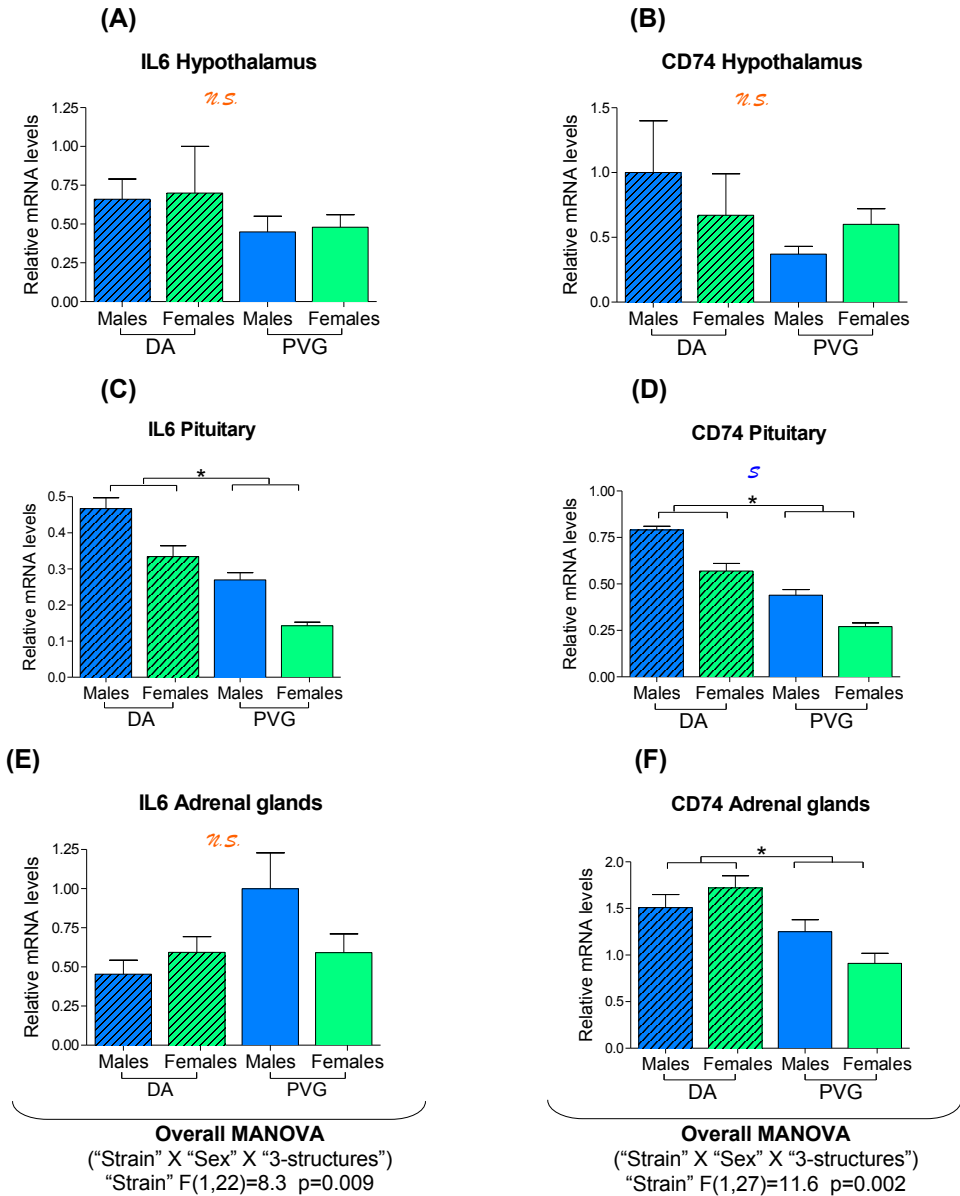 (A)
IL6 Hypothalamus
N.S.
Relative mRNA levels
1.25
1.00
0.75
0.50
0.25
0.00
Males Females Males Females
DA PVG
(B)
CD74 Hypothalamus
N.S.
Relative mRNA levels
1.5
1.0
0.5
0.0
Males Females Males Females
DA PVG
(C)
IL6 Pituitary
*
Relative mRNA levels
0.5
0.4
0.3
0.2
0.1
0.0
Males Females Males Females
DA PVG
(D)
CD74 Pituitary
S
*
Relative mRNA levels
1.00
0.75
0.50
0.25
0.00
Males Females Males Females
DA PVG
(E)
IL6 Adrenal glands
N.S.
Relative mRNA levels
1.25
1.00
0.75
0.50
0.25
0.00
Males Females Males Females
DA PVG
Overall MANOVA
(“Strain” X “Sex” X “3-structures”)
“Strain” F(1,22)=8.3 p=0.009
(F)
CD74 Adrenal glands
*
Relative mRNA levels
2.0
1.5
1.0
0.5
0.0
Males Females Males Females
DA PVG
Overall MANOVA
(“Strain” X “Sex” X “3-structures”)
“Strain” F(1,27)=11.6 p=0.002